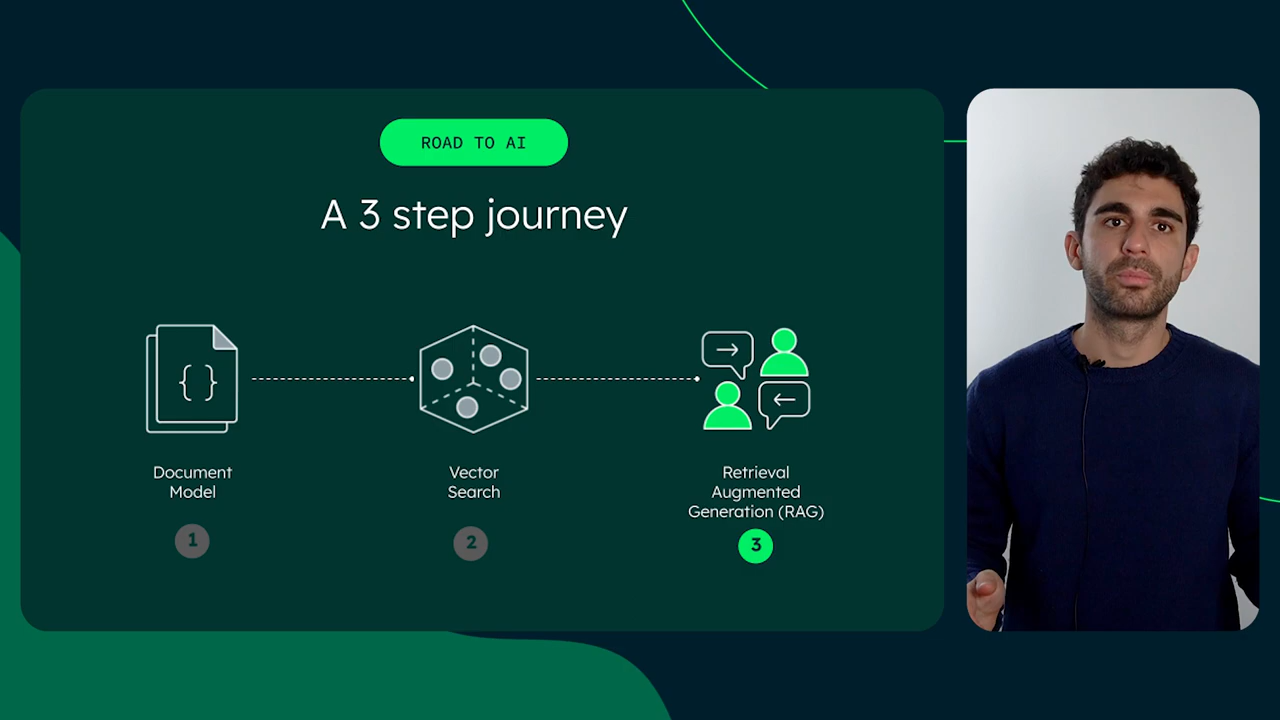 ROAD TO AI
A 3 step journey
{ }
Document
Model
1
Vector
Search
2
Retrieval
Augmented
Generation (RAG)
3